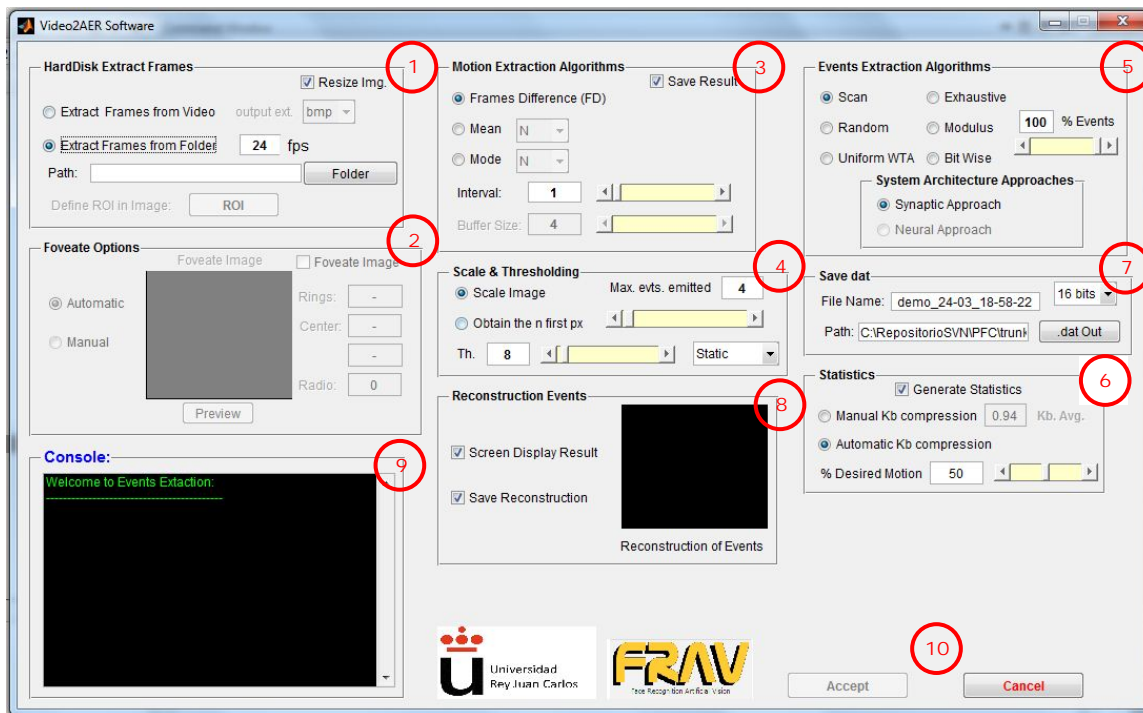 Video2AER Software
HardDisk Extract Frames
1
Resize Img.
Extract Frames from Video
output ext.
bmp
Extract Frames from Folder
24
fps
Path:
Folder
Define ROI in Image:
ROI
Foveate Options
2
Foveate Image
Foveate Image
Automatic
Manual
Rings:
-
Center:
-
-
Radio:
0
Preview
Console:
9
Welcome to Events Extaction:
------------------------------------------
Motion Extraction Algorithms
3
Save Result
Frames Difference (FD)
Mean
N
Mode
N
Interval:
1
Buffer Size:
4
Scale & Thresholding
4
Scale Image
Max. evts. emitted
4
Obtain the n first px
Th.
8
Static
Reconstruction Events
8
Screen Display Result
Save Reconstruction
Reconstruction of Events
Events Extraction Algorithms
5
Scan
Exhaustive
Random
Modulus
100
% Events
Uniform WTA
Bit Wise
System Architecture Approaches
Synaptic Approach
Neural Approach
Save dat
7
File Name:
demo_24-03_18-58-22
16 bits
Path:
C:\RepositorioSVN\PFC\trunk
.dat Out
Statistics
6
Generate Statistics
Manual Kb compression
0.94
Kb. Avg.
Automatic Kb compression
% Desired Motion
50
Universidad
Rey Juan Carlos
FRAV
Face Recognition Artificial Vision
10
Accept
Cancel